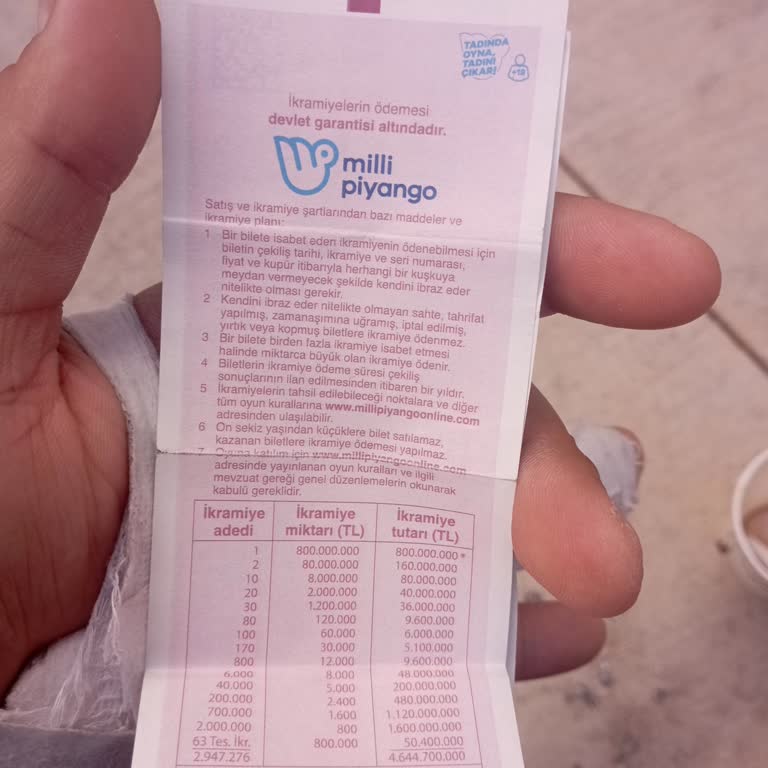 TADINDA
OYNA,
TADINI
ÇIKAR!
+18
İkramiyelerin ödemesi
devlet garantisi altındadır.
milli
piyango
Satış ve ikramiye şartlarından bazı maddeler ve
ikramiye planı:
1 Bir bilete isabet eden ikramiyenin ödenebilmesi için
biletin çekiliş tarihi, ikramiye ve seri numarası,
fiyat ve kupür itibarıyla herhangi bir kuşkuya
meydan vermeyecek şekilde kendini ibraz eder
nitelikte olması gerekir.
2 Kendini ibraz eder nitelikte olmayan sahte, tahrifat
yapılmış, zamanaşımına uğramış, iptal edilmiş,
yırtık veya kopmuş biletlere ikramiye ödenmez.
3 Bir bilete birden fazla ikramiye isabet etmesi
halinde miktarca büyük olan ikramiye ödenir.
4 Biletlerin ikramiye ödeme süresi çekiliş
sonuçlarının ilan edilmesinden itibaren bir yıldır.
5 İkramiyelerin tahsil edilebileceği noktalara ve diğer
tüm oyun kurallarına www.millipiyangoonline.com
adresinden ulaşılabilir.
6 On sekiz yaşından küçüklere bilet satılamaz,
kazanan biletlere ikramiye ödemesi yapılmaz.
7 Oyuna katılım için www.millipiyangoonline.com
adresinde yayınlanan oyun kuralları ve ilgili
mevzuat gereği genel düzenlemelerin okunarak
kabulü gereklidir.
İkramiye adedi İkramiye miktarı (TL) İkramiye tutarı (TL)
1 800.000.000 800.000.000*
2 80.000.000 160.000.000
10 8.000.000 80.000.000
20 2.000.000 40.000.000
30 1.200.000 36.000.000
80 120.000 9.600.000
100 60.000 6.000.000
170 30.000 5.100.000
800 12.000 9.600.000
6.000 8.000 48.000.000
40.000 5.000 200.000.000
200.000 2.400 480.000.000
700.000 1.600 1.120.000.000
2.000.000 800 1.600.000.000
63 Tes. İkr. 800.000 50.400.000
2.947.276 4.644.700.000